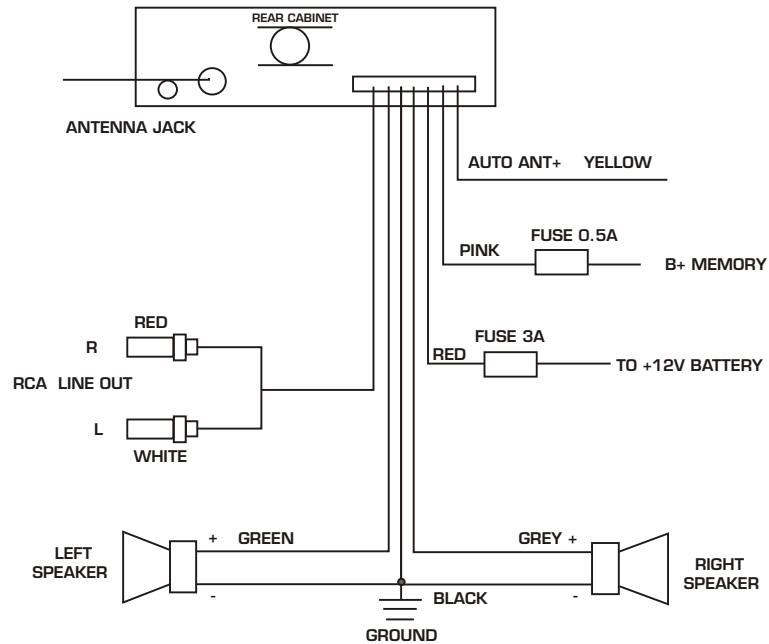 REAR CABINET
ANTENNA JACK
AUTO ANT+ YELLOW
FUSE 0.5A
PINK
B+ MEMORY
RED
R
FUSE 3A
RED
TO +12V BATTERY
RCA LINE OUT
L
WHITE
+ GREEN
GREY +
LEFT
SPEAKER
RIGHT
SPEAKER
-
BLACK
-
GROUND